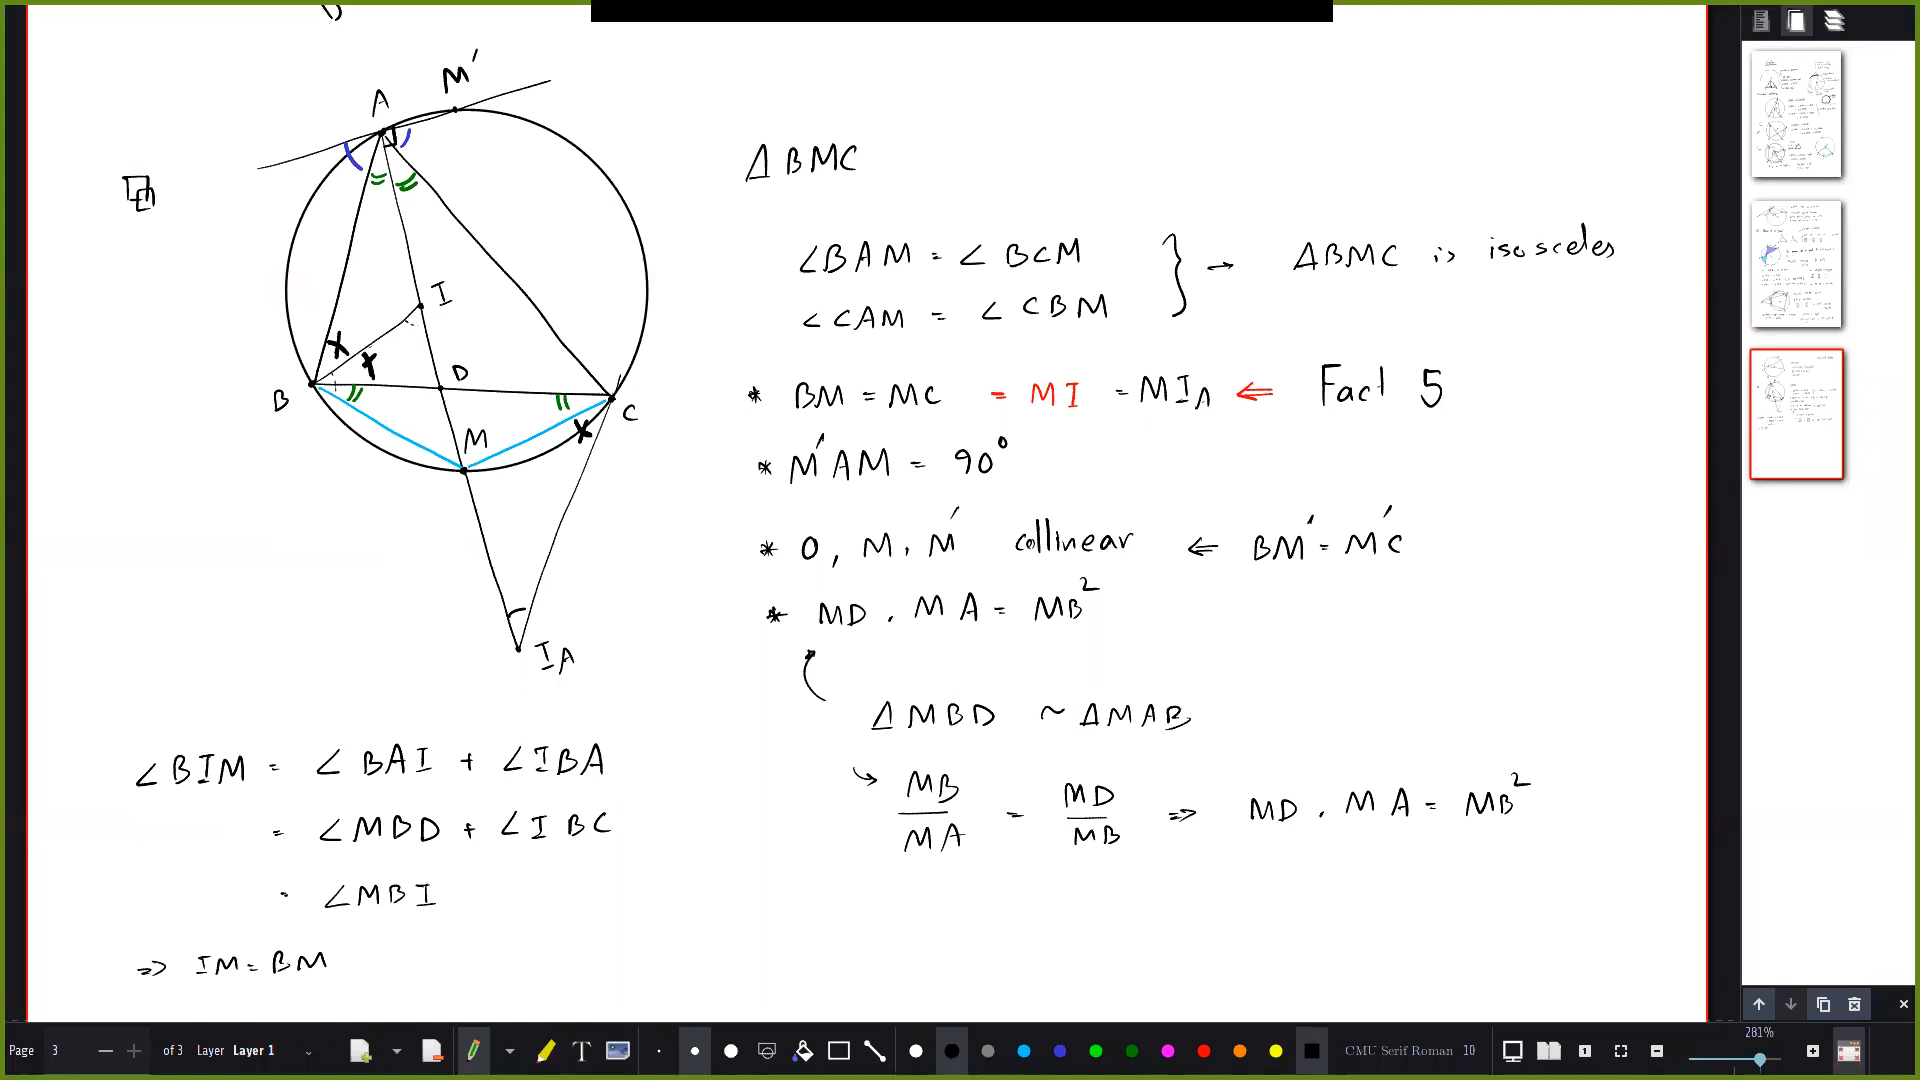 A
M'
I
B
D
C
M
I_A
∠BIM = ∠BAI + ∠IBA
= ∠MBD + ∠IBC
= ∠MBI
⇒ IM = BM
ΔBMC
∠BAM = ∠BCM
∠CAM = ∠CBM } → ΔBMC is isosceles
* BM = MC = MI = MI_A ⇐ Fact 5
* M'AM = 90°
* O, M, M' collinear ⇐ BM' = M'C
* MD . MA = MB²
ΔMBD ~ ΔMAB
↳ MB/MA = MD/MB ⇒ MD . MA = MB²
Page 3 of 3 Layer Layer 1
CMU Serif Roman 10
281%